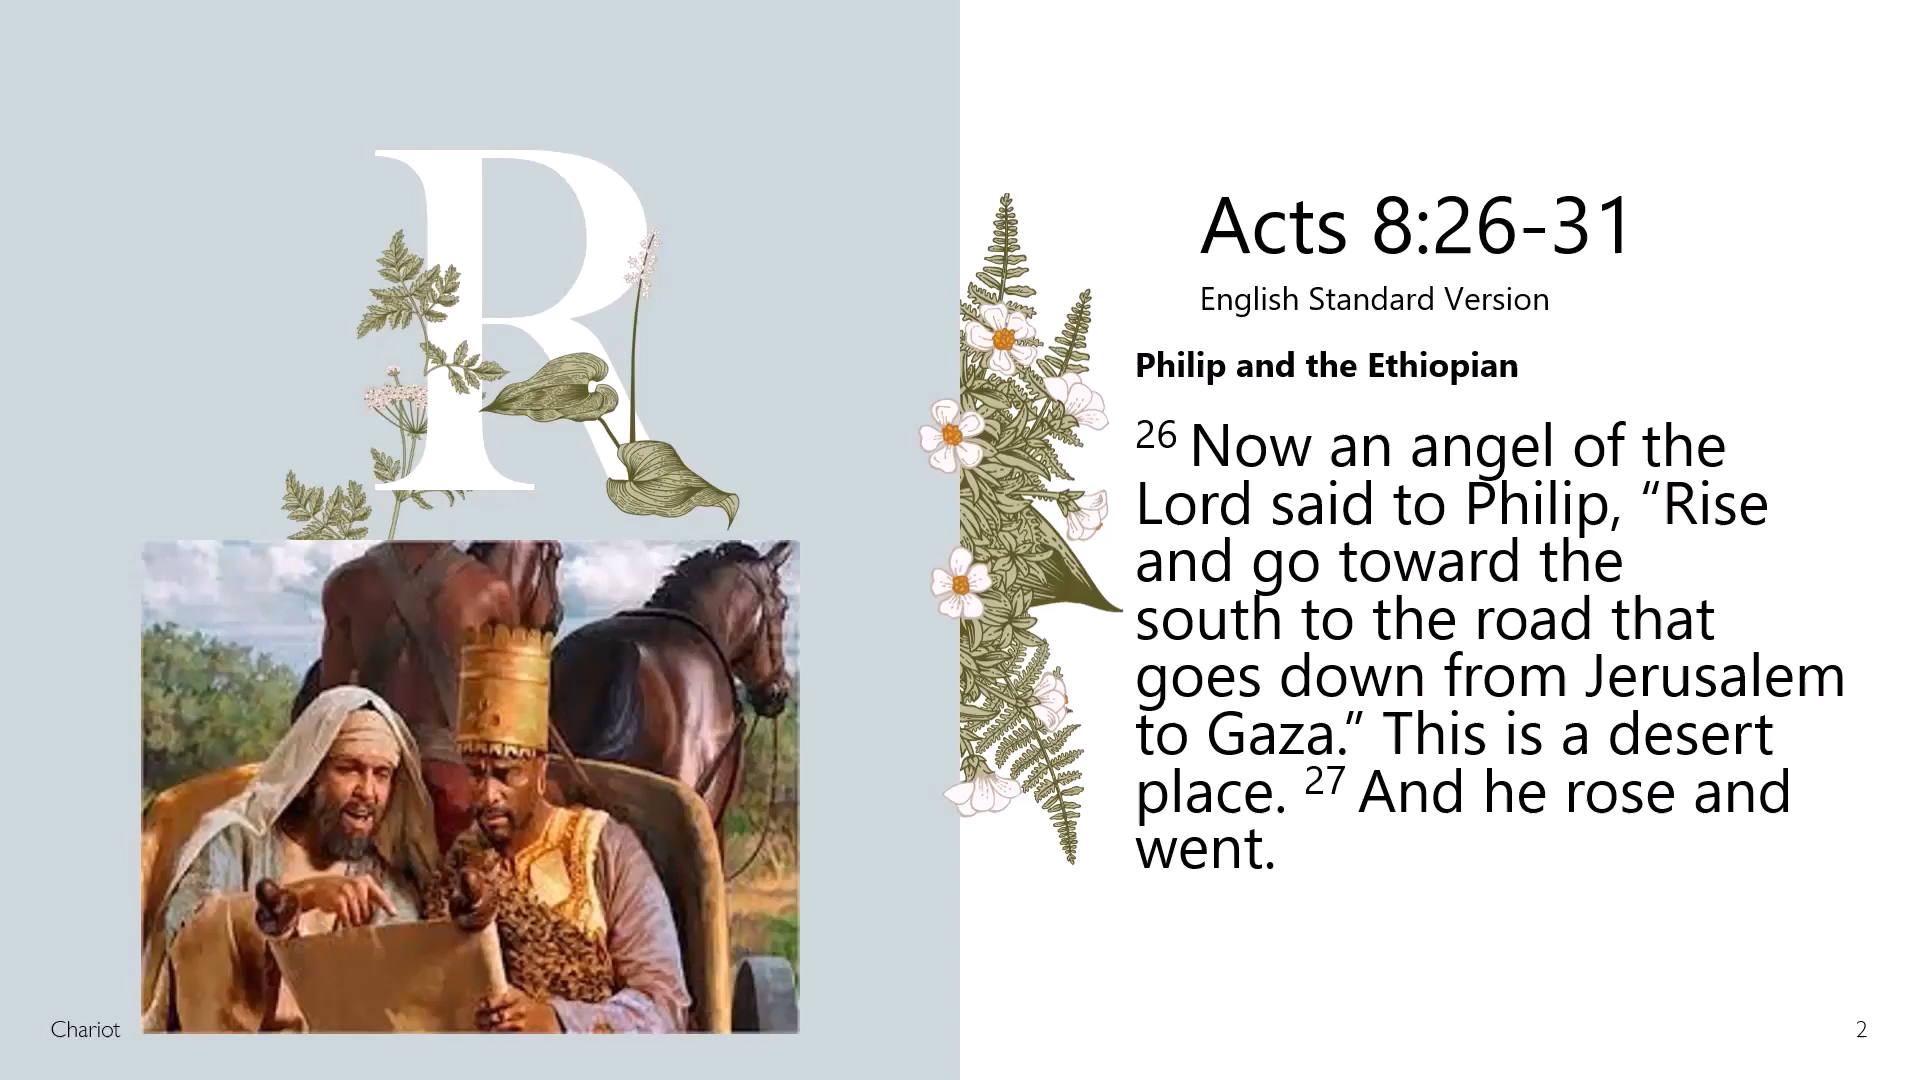 R
Acts 8:26-31
English Standard Version
Philip and the Ethiopian
26 Now an angel of the
Lord said to Philip, “Rise
and go toward the
south to the road that
goes down from Jerusalem
to Gaza.” This is a desert
place. 27 And he rose and
went.
Chariot
2